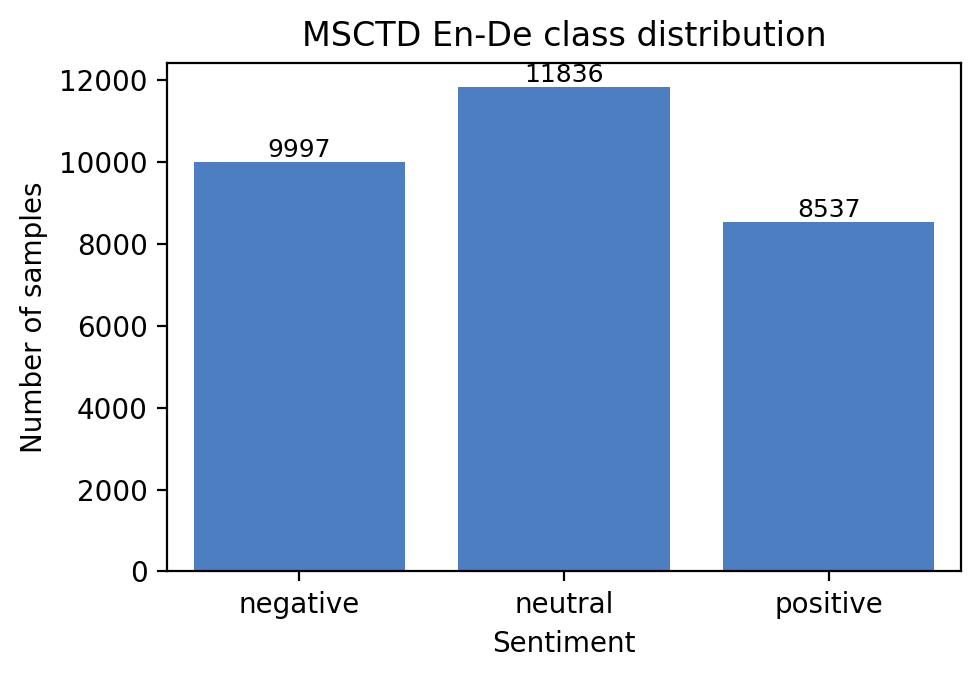 MSCTD En-De class distribution
12000
10000
8000
6000
4000
2000
0
Number of samples
9997
11836
8537
negative
neutral
positive
Sentiment